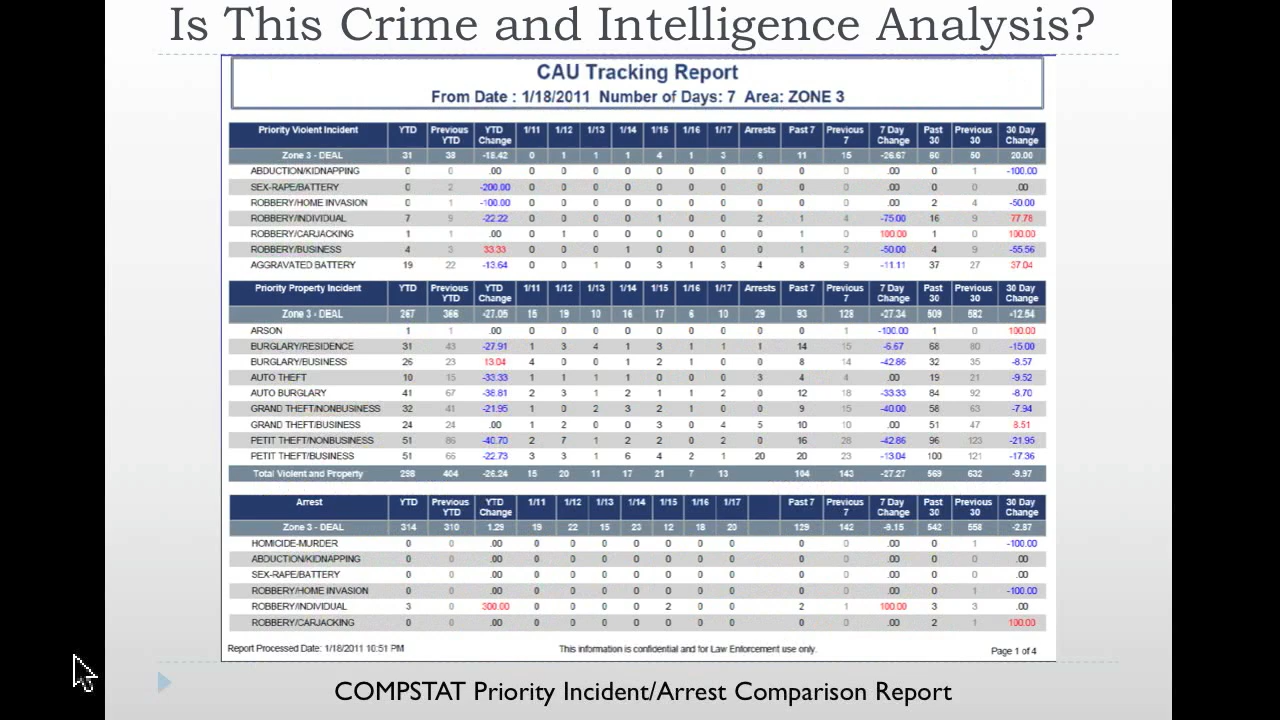 Is This Crime and Intelligence Analysis?
CAU Tracking Report
From Date : 1/18/2011 Number of Days: 7 Area: ZONE 3
Priority Violent Incident YTD Previous YTD YTD Change 1/11 1/12 1/13 1/14 1/15 1/16 1/17 Arrests Past 7 Previous 7 7 Day Change Past 30 Previous 30 30 Day Change
Zone 3 - DEAL 31 38 -18.42 0 1 1 1 4 1 3 6 11 15 -26.67 60 50 20.00
ABDUCTION/KIDNAPPING 0 0 .00 0 0 0 0 0 0 0 0 0 0 .00 0 1 -100.00
SEX-RAPE/BATTERY 0 2 -200.00 0 0 0 0 0 0 0 0 0 0 .00 0 0 .00
ROBBERY/HOME INVASION 0 1 -100.00 0 0 0 0 0 0 0 0 0 0 .00 2 4 -50.00
ROBBERY/INDIVIDUAL 7 9 -22.22 0 0 0 0 1 0 0 2 1 4 -75.00 16 9 77.78
ROBBERY/CARJACKING 1 1 .00 0 1 0 0 0 0 0 0 1 0 100.00 1 0 100.00
ROBBERY/BUSINESS 4 3 33.33 0 0 0 1 0 0 0 0 1 2 -50.00 4 9 -55.56
AGGRAVATED BATTERY 19 22 -13.64 0 0 1 0 3 1 3 4 8 9 -11.11 37 27 37.04
Priority Property Incident YTD Previous YTD YTD Change 1/11 1/12 1/13 1/14 1/15 1/16 1/17 Arrests Past 7 Previous 7 7 Day Change Past 30 Previous 30 30 Day Change
Zone 3 - DEAL 267 366 -27.05 15 19 10 16 17 6 10 29 93 128 -27.34 509 582 -12.54
ARSON 1 1 .00 0 0 0 0 0 0 0 0 0 1 -100.00 1 0 100.00
BURGLARY/RESIDENCE 31 43 -27.91 1 3 4 1 3 1 1 1 14 15 -6.67 68 80 -15.00
BURGLARY/BUSINESS 26 23 13.04 4 0 0 1 2 1 0 0 8 14 -42.86 32 35 -8.57
AUTO THEFT 10 15 -33.33 1 1 1 1 0 0 0 3 4 4 .00 19 21 -9.52
AUTO BURGLARY 41 67 -38.81 2 3 1 2 1 1 2 0 12 18 -33.33 84 92 -8.70
GRAND THEFT/NONBUSINESS 32 41 -21.95 1 0 2 3 2 1 0 0 9 15 -40.00 58 63 -7.94
GRAND THEFT/BUSINESS 24 24 .00 1 2 0 0 3 0 4 5 10 10 .00 51 47 8.51
PETIT THEFT/NONBUSINESS 51 86 -40.70 2 7 1 2 2 0 2 0 16 28 -42.86 96 123 -21.95
PETIT THEFT/BUSINESS 51 66 -22.73 3 3 1 6 4 2 1 20 20 23 -13.04 100 121 -17.36
Total Violent and Property 298 404 -26.24 15 20 11 17 21 7 13 104 143 -27.27 569 632 -9.97
Arrest YTD Previous YTD YTD Change 1/11 1/12 1/13 1/14 1/15 1/16 1/17 Past 7 Previous 7 7 Day Change Past 30 Previous 30 30 Day Change
Zone 3 - DEAL 314 310 1.29 19 22 15 23 12 18 20 129 142 -9.15 542 558 -2.87
HOMICIDE-MURDER 0 0 .00 0 0 0 0 0 0 0 0 0 .00 0 1 -100.00
ABDUCTION/KIDNAPPING 0 0 .00 0 0 0 0 0 0 0 0 0 .00 0 0 .00
SEX-RAPE/BATTERY 0 0 .00 0 0 0 0 0 0 0 0 0 .00 0 0 .00
ROBBERY/HOME INVASION 0 0 .00 0 0 0 0 0 0 0 0 0 .00 0 1 -100.00
ROBBERY/INDIVIDUAL 3 0 300.00 0 0 0 0 2 0 0 2 1 100.00 3 3 .00
ROBBERY/CARJACKING 0 0 .00 0 0 0 0 0 0 0 0 0 .00 2 1 100.00
Report Processed Date: 1/18/2011 10:51 PM This information is confidential and for Law Enforcement use only. Page 1 of 4
COMPSTAT Priority Incident/Arrest Comparison Report